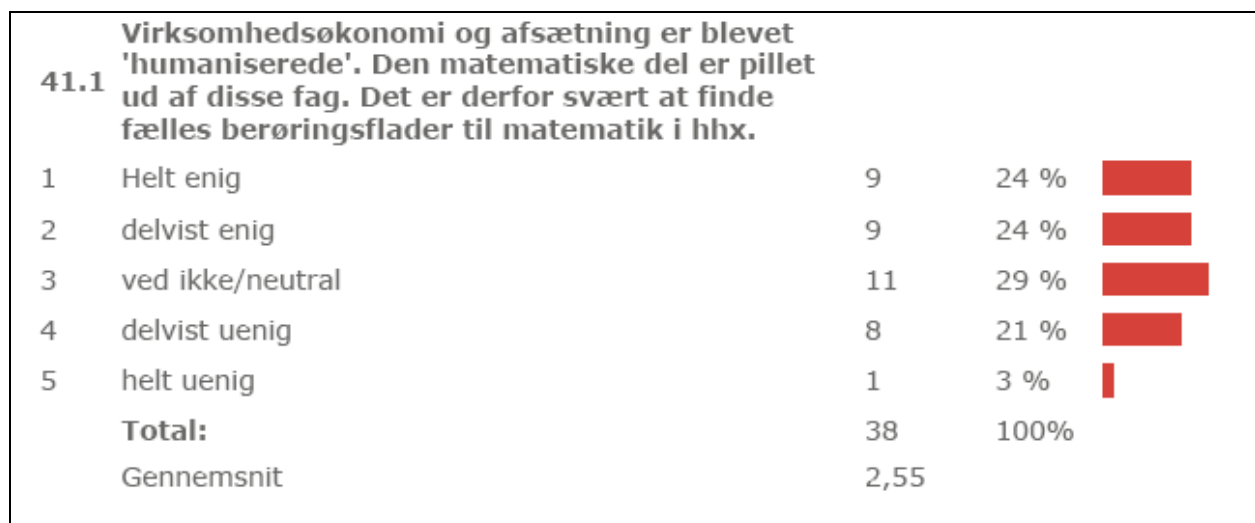 Virksomhedsøkonomi og afsætning er blevet
'humaniserede'. Den matematiske del er pillet
41.1 ud af disse fag. Det er derfor svært at finde
fælles berøringsflader til matematik i hhx.
1 Helt enig 9 24 %
2 delvist enig 9 24 %
3 ved ikke/neutral 11 29 %
4 delvist uenig 8 21 %
5 helt uenig 1 3 %
Total: 38 100%
Gennemsnit 2,55